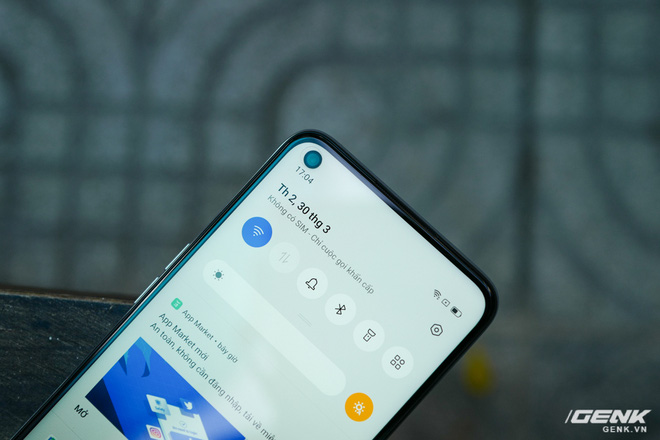 17:04
Th 2, 30 thg 3
Không có SIM - Chỉ cuộc gọi khẩn cấp
App Market • bây giờ
App Market mới
An toàn, không cần đăng nhập, tải về miễ
MỞ
GENK
GENK.VN